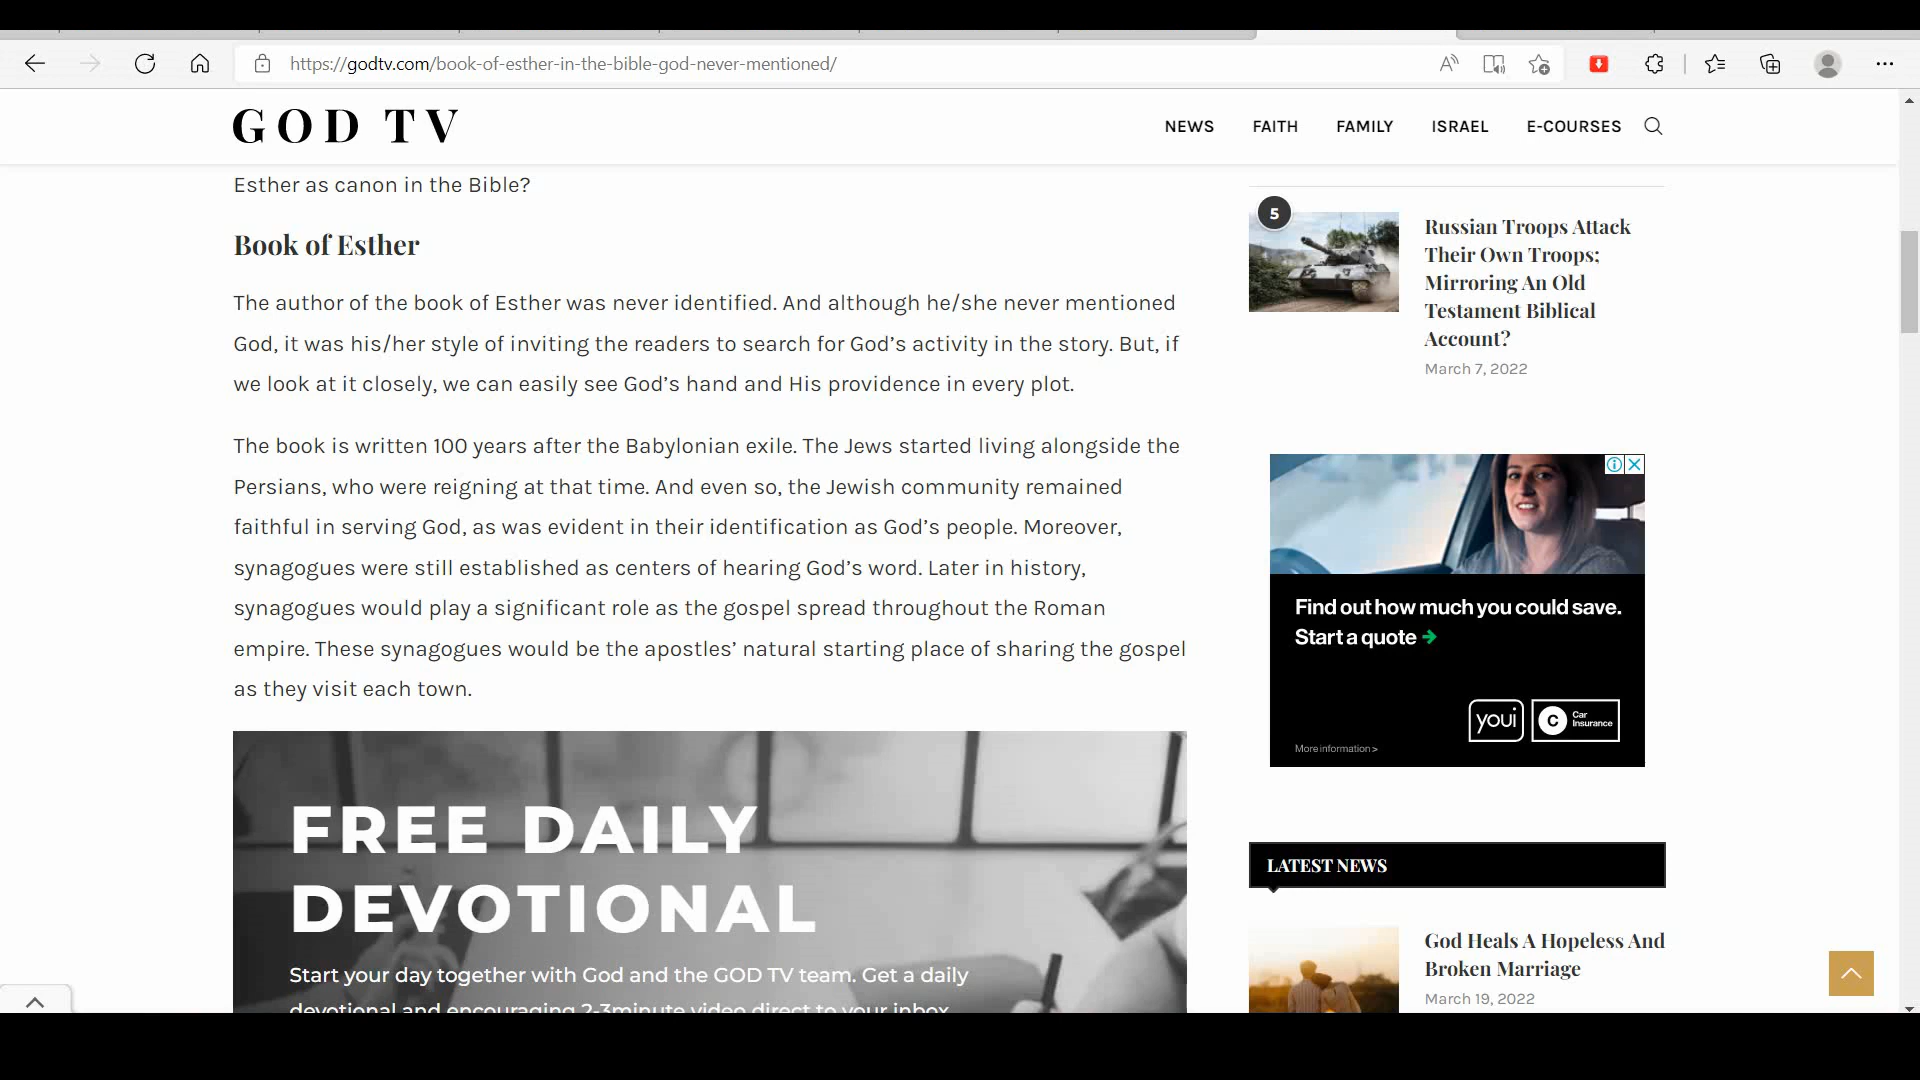 https://godtv.com/book-of-esther-in-the-bible-god-never-mentioned/
GOD TV
NEWS
FAITH
FAMILY
ISRAEL
E-COURSES
Esther as canon in the Bible?
Book of Esther
The author of the book of Esther was never identified. And although he/she never mentioned
God, it was his/her style of inviting the readers to search for God’s activity in the story. But, if
we look at it closely, we can easily see God’s hand and His providence in every plot.
The book is written 100 years after the Babylonian exile. The Jews started living alongside the
Persians, who were reigning at that time. And even so, the Jewish community remained
faithful in serving God, as was evident in their identification as God’s people. Moreover,
synagogues were still established as centers of hearing God’s word. Later in history,
synagogues would play a significant role as the gospel spread throughout the Roman
empire. These synagogues would be the apostles’ natural starting place of sharing the gospel
as they visit each town.
FREE DAILY
DEVOTIONAL
Start your day together with God and the GOD TV team. Get a daily
devotional and encouraging 2-3minute video direct to your inbox
5
Russian Troops Attack
Their Own Troops;
Mirroring An Old
Testament Biblical
Account?
March 7, 2022
Find out how much you could save.
Start a quote
youi
C
Car
Insurance
More information >
LATEST NEWS
God Heals A Hopeless And
Broken Marriage
March 19, 2022